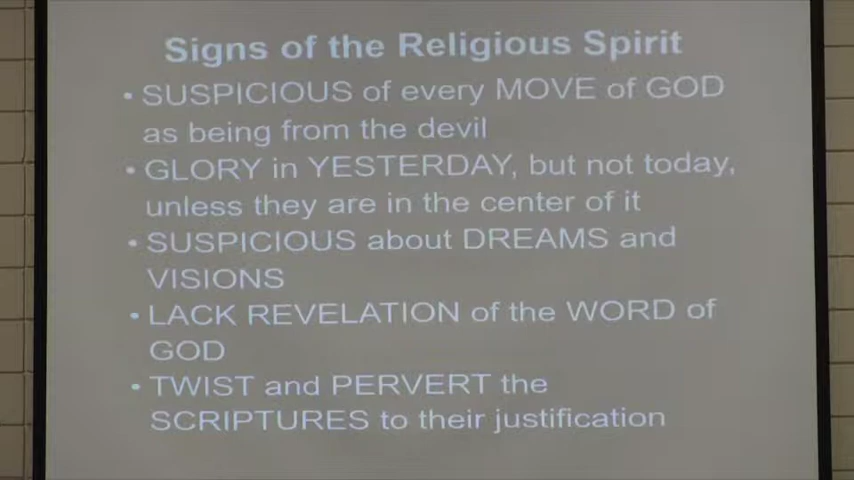 Signs of the Religious Spirit
• SUSPICIOUS of every MOVE of GOD
as being from the devil
• GLORY in YESTERDAY, but not today,
unless they are in the center of it
• SUSPICIOUS about DREAMS and
VISIONS
• LACK REVELATION of the WORD of
GOD
• TWIST and PERVERT the
SCRIPTURES to their justification